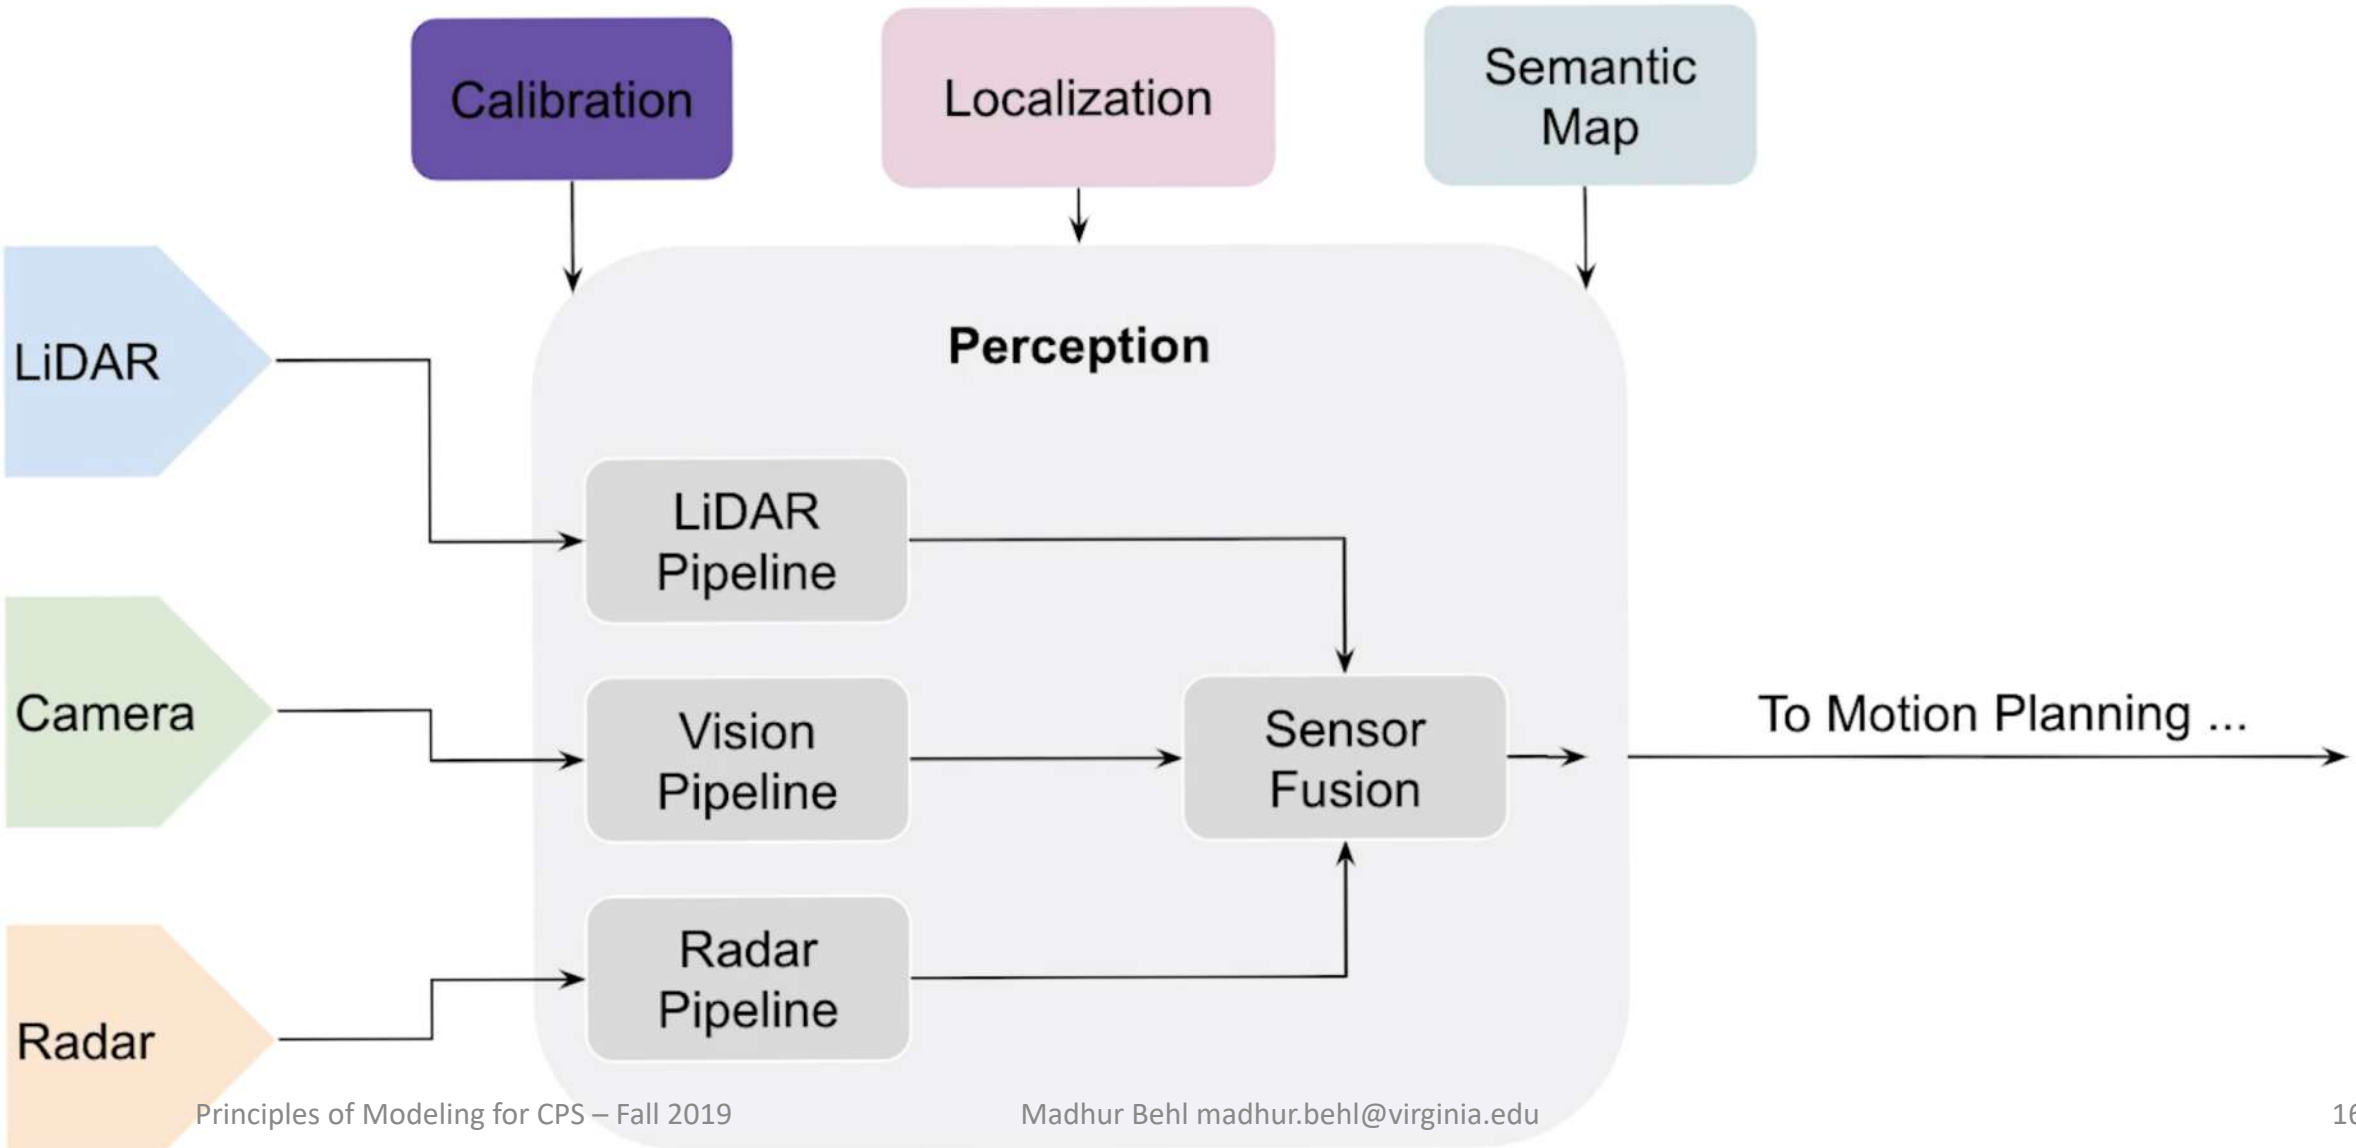 Calibration
Localization
Semantic
Map
LiDAR
Perception
LiDAR
Pipeline
Camera
Vision
Pipeline
Sensor
Fusion
To Motion Planning ...
Radar
Pipeline
Radar
Principles of Modeling for CPS – Fall 2019
Madhur Behl madhur.behl@virginia.edu
16